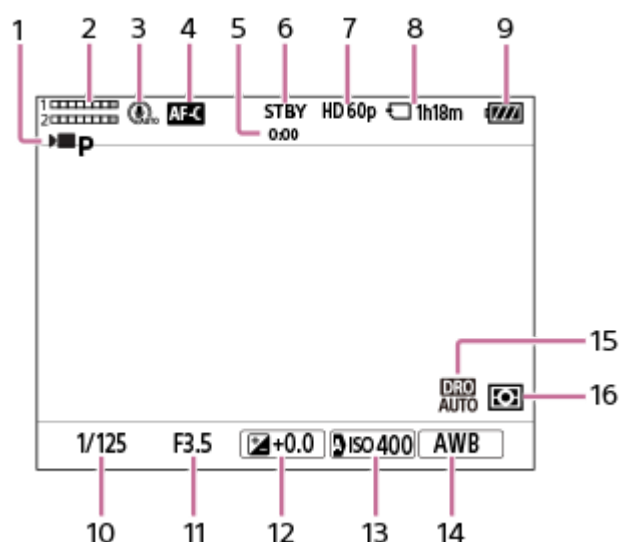 1 2 3 4 5 6 7 8 9
1
2
AUTO
AF-C
STBY
HD 60p
1h18m
0:00
P
15
DRO
AUTO
16
1/125 F3.5 +0.0 ISO 400 AWB
10 11 12 13 14